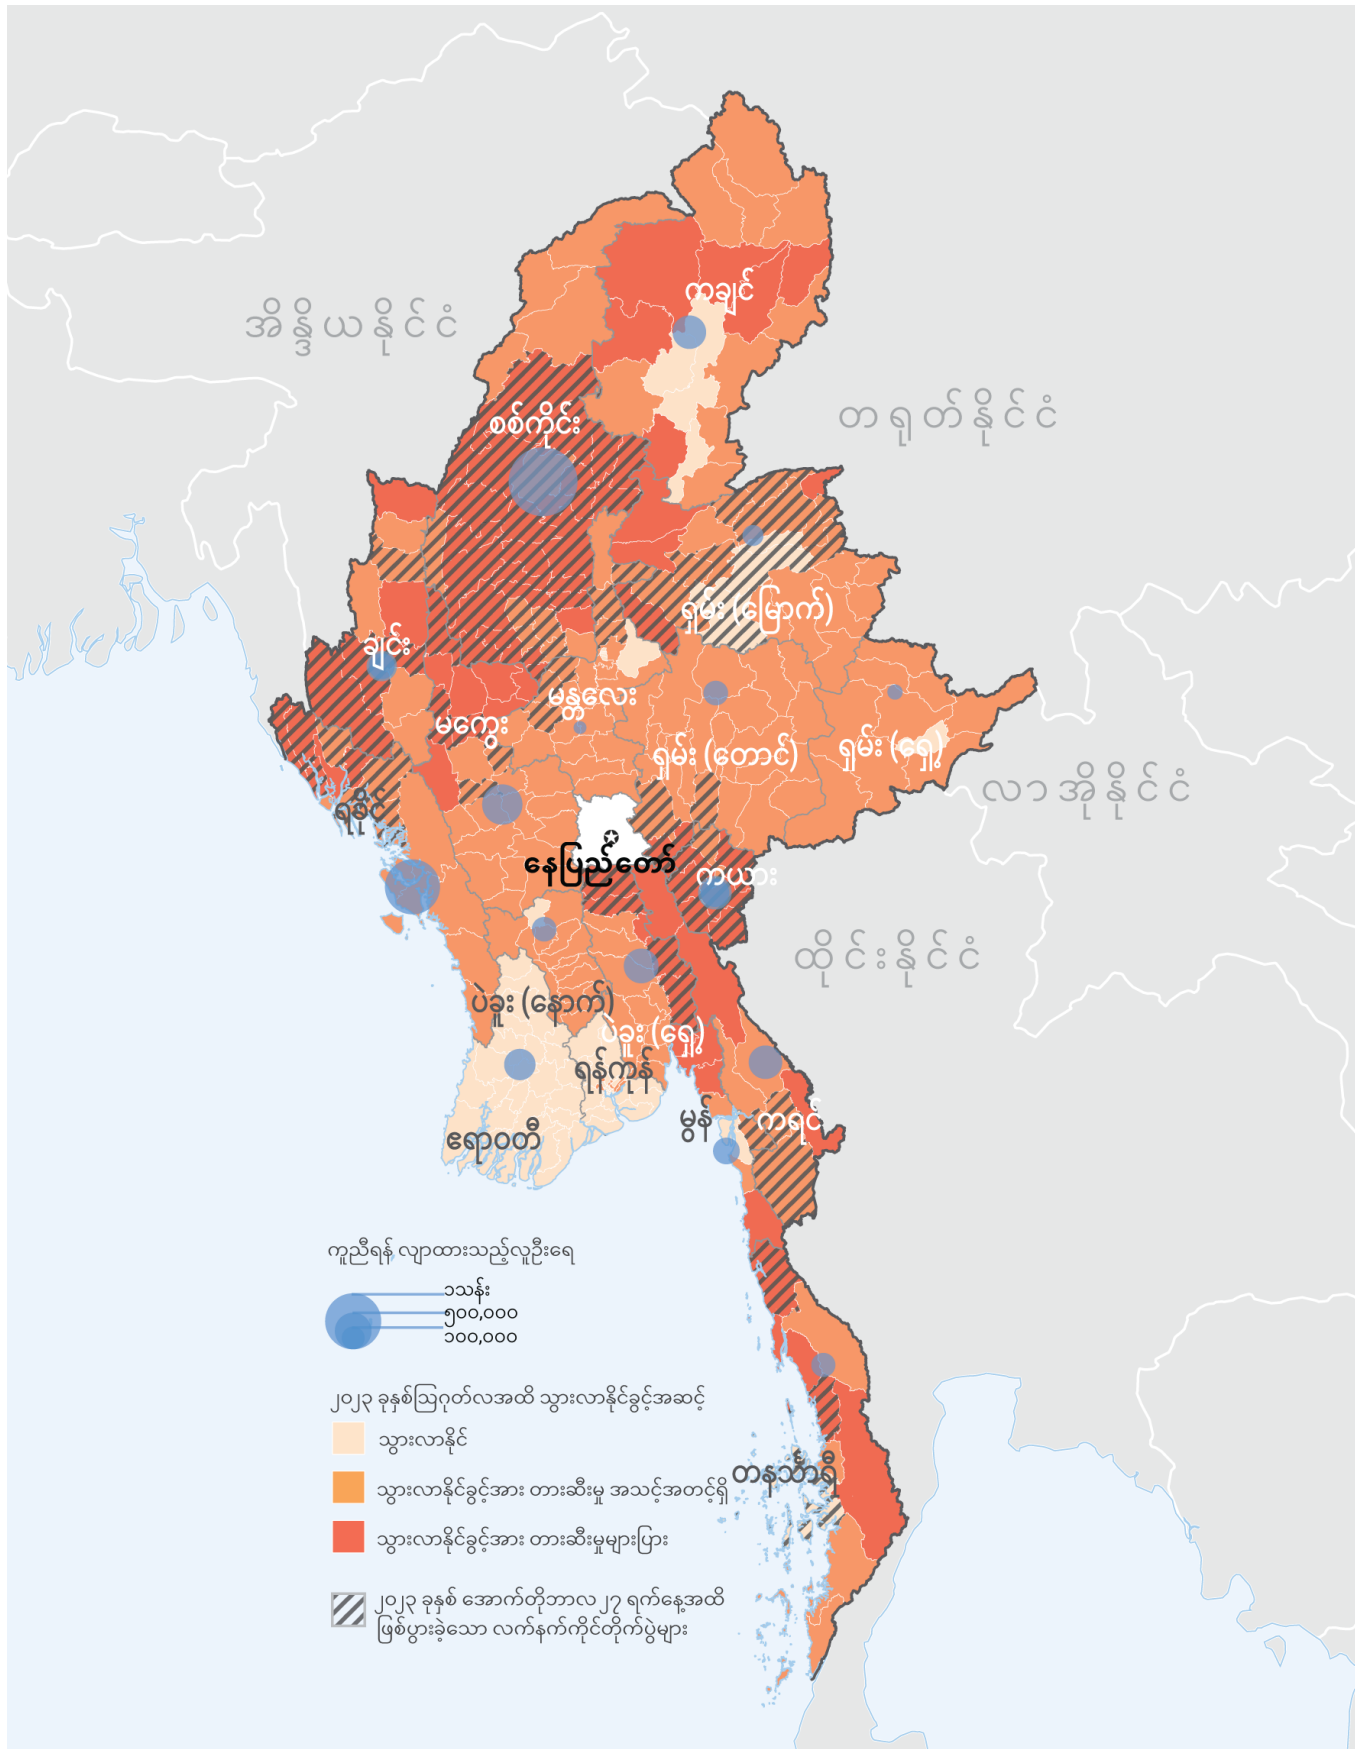 ကချင်
အိန္ဒိယနိုင်ငံ
တရုတ်နိုင်ငံ
စစ်ကိုင်း
ရှမ်း (မြောက်)
ချင်း
မန္တလေး
မကွေး
ရှမ်း (တောင်)
ရှမ်း (ရှေ့)
လာအိုနိုင်ငံ
ရခိုင်
နေပြည်တော်
ကယား
ထိုင်းနိုင်ငံ
ပဲခူး (နောက်)
ပဲခူး (ရှေ့)
ရန်ကုန်
မွန်
ကရင်
ဧရာဝတီ
ကူညီရန် လျာထားသည့်လူဦးရေ
၁သန်း
၅၀၀,၀၀၀
၁၀၀,၀၀၀
၂၀၂၃ ခုနှစ်ဩဂုတ်လအထိ သွားလာနိုင်ခွင့်အဆင့်
သွားလာနိုင်
တနင်္သာရီ
သွားလာနိုင်ခွင့်အား တားဆီးမှု အသင့်အတင့်ရှိ
သွားလာနိုင်ခွင့်အား တားဆီးမှုများပြား
၂၀၂၃ ခုနှစ် အောက်တိုဘာလ၂၇ ရက်နေ့အထိ
ဖြစ်ပွားခဲ့သော လက်နက်ကိုင်တိုက်ပွဲများ